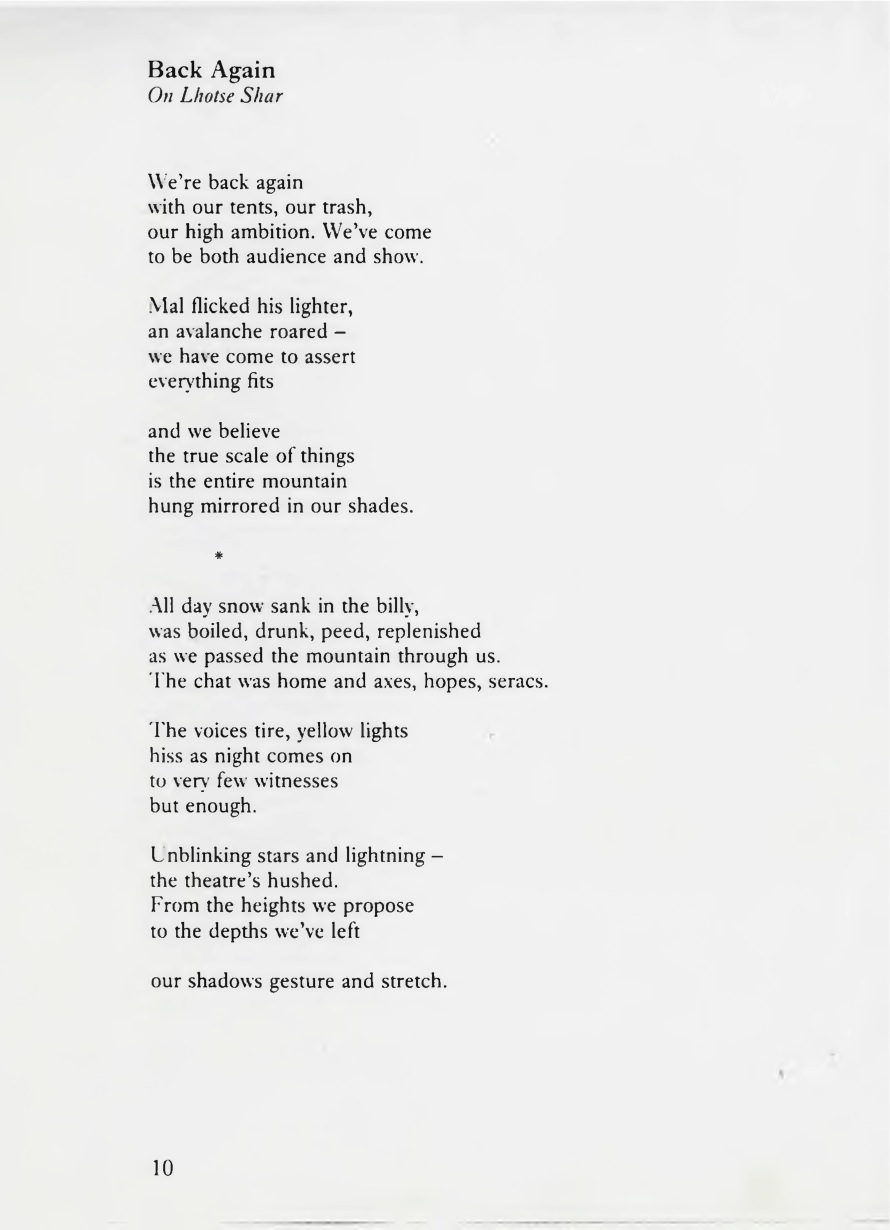 Back Again
On Lhotse Shar
We're back again
with our tents, our trash,
our high ambition. We've come
to be both audience and show.
Mal flicked his lighter,
an avalanche roared –
we have come to assert
everything fits
and we believe
the true scale of things
is the entire mountain
hung mirrored in our shades.
*
All day snow sank in the billy,
was boiled, drunk, peed, replenished
as we passed the mountain through us.
The chat was home and axes, hopes, seracs.
The voices tire, yellow lights
hiss as night comes on
to very few witnesses
but enough.
Unblinking stars and lightning –
the theatre's hushed.
From the heights we propose
to the depths we've left
our shadows gesture and stretch.
10